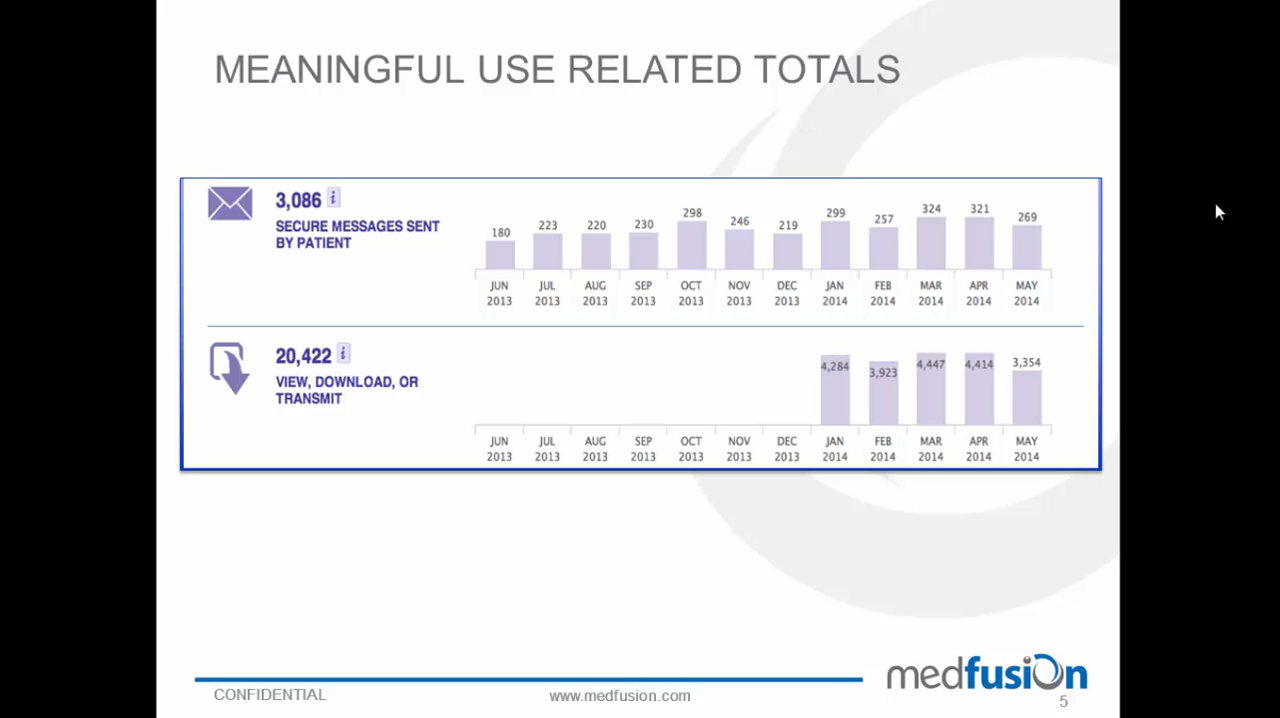 MEANINGFUL USE RELATED TOTALS
3,086 i
SECURE MESSAGES SENT
BY PATIENT
180 223 220 230 298 246 219 299 257 324 321 269
JUN JUL AUG SEP OCT NOV DEC JAN FEB MAR APR MAY
2013 2013 2013 2013 2013 2013 2013 2014 2014 2014 2014 2014
20,422 i
VIEW, DOWNLOAD, OR
TRANSMIT
4,284 3,923 4,447 4,414 3,354
JUN JUL AUG SEP OCT NOV DEC JAN FEB MAR APR MAY
2013 2013 2013 2013 2013 2013 2013 2014 2014 2014 2014 2014
medfusion
CONFIDENTIAL www.medfusion.com 5